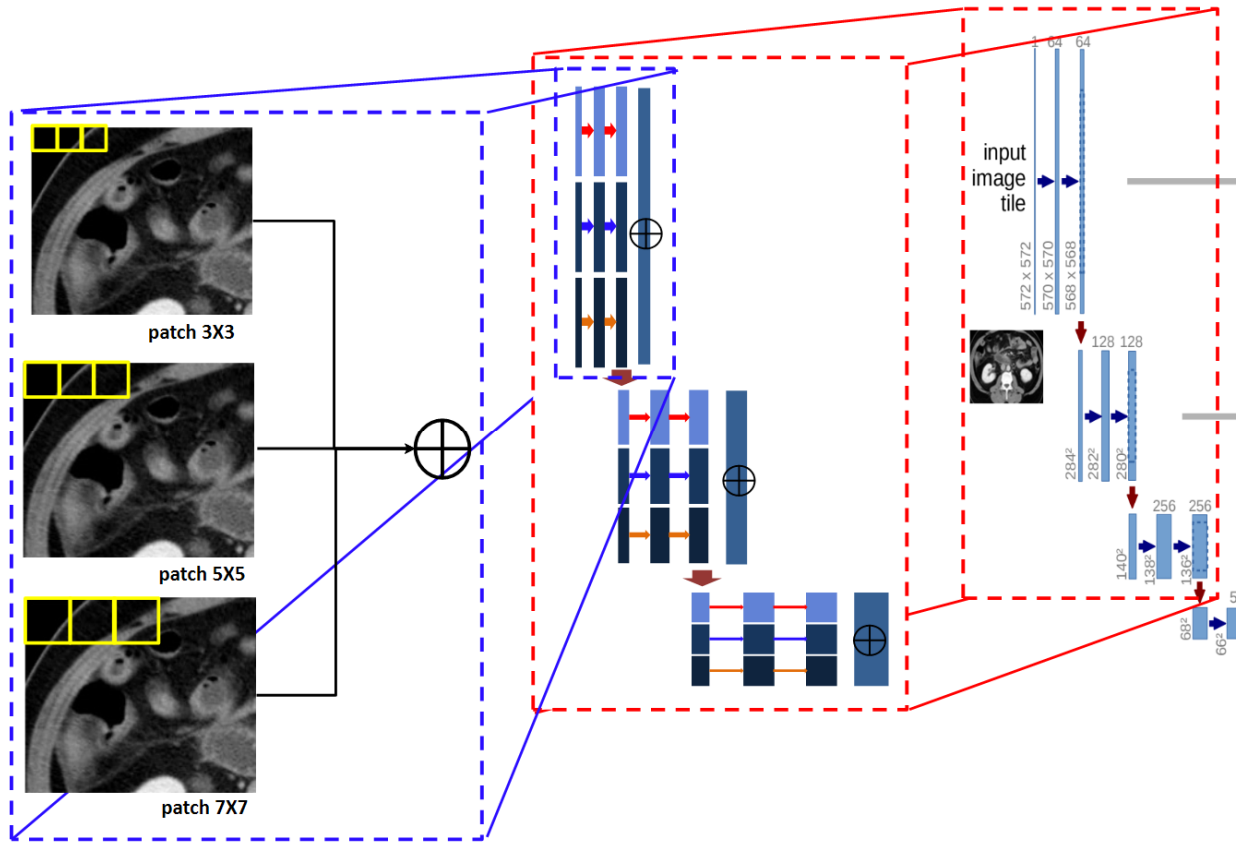 patch 3X3
patch 5X5
patch 7X7
1 64 64
input
image
tile
572 x 572
570 x 570
568 x 568
128 128
284²
282²
280²
256 256
140²
138²
136²
5
68²
66²